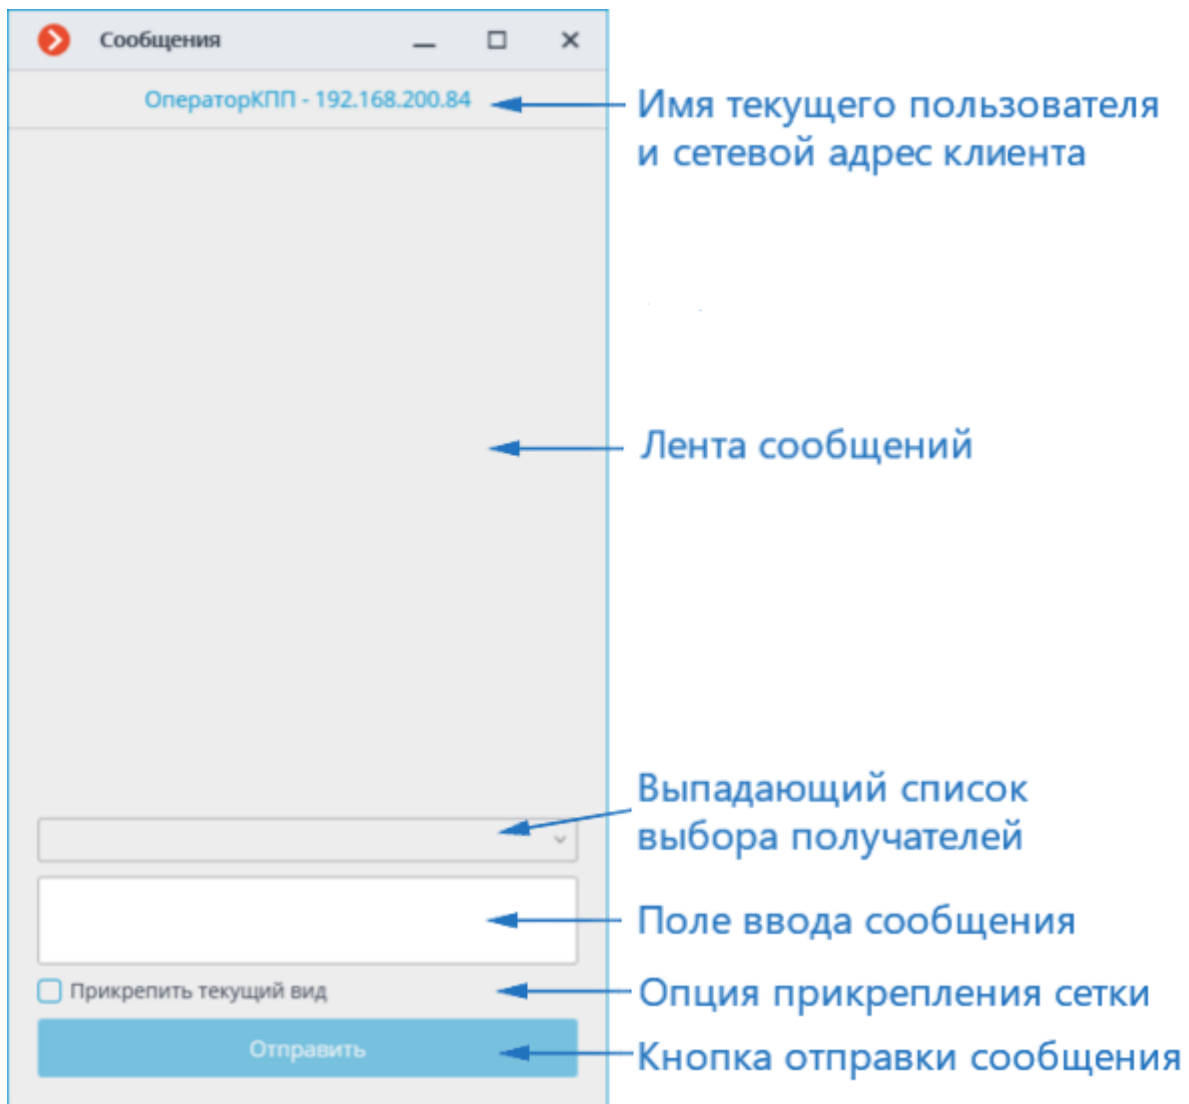 Сообщения
ОператорКПП - 192.168.200.84
Имя текущего пользователя
и сетевой адрес клиента
Лента сообщений
Выпадающий список
выбора получателей
Поле ввода сообщения
Прикрепить текущий вид
Опция прикрепления сетки
Отправить
Кнопка отправки сообщения